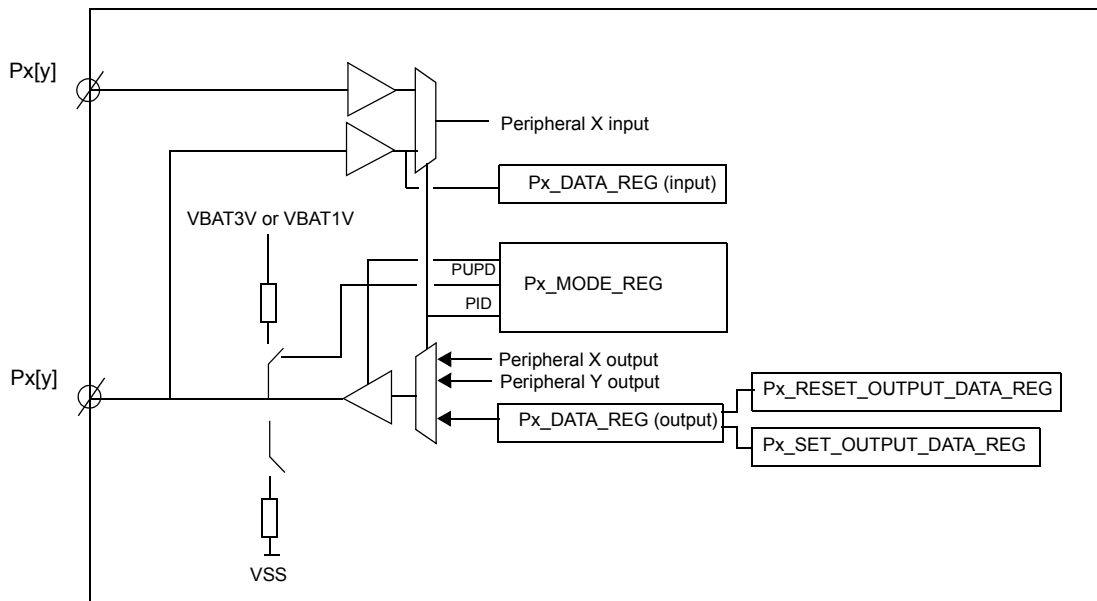 Px[y]
Peripheral X input
Px_DATA_REG (input)
VBAT3V or VBAT1V
PUPD
Px_MODE_REG
PID
Peripheral X output
Px[y]
Peripheral Y output
Px_RESET_OUTPUT_DATA_REG
Px_DATA_REG (output)
Px_SET_OUTPUT_DATA_REG
VSS